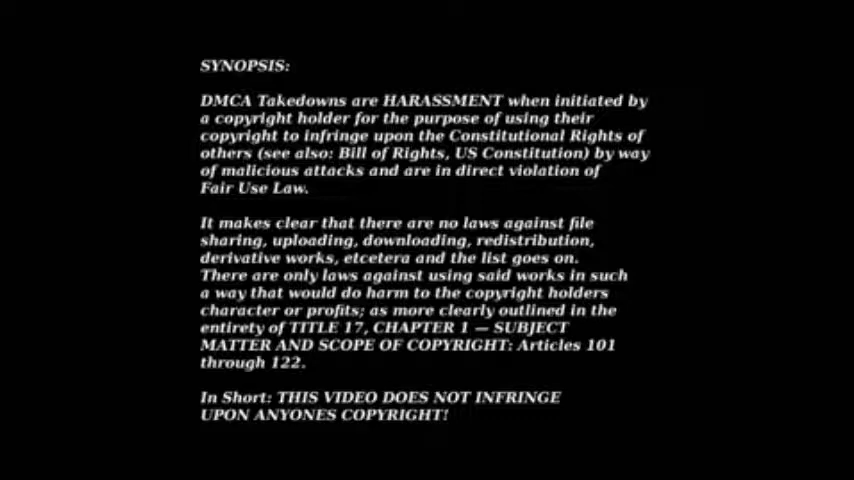 SYNOPSIS:
DMCA Takedowns are HARASSMENT when initiated by
a copyright holder for the purpose of using their
copyright to infringe upon the Constitutional Rights of
others (see also: Bill of Rights, US Constitution) by way
of malicious attacks and are in direct violation of
Fair Use Law.
It makes clear that there are no laws against file
sharing, uploading, downloading, redistribution,
derivative works, etcetera and the list goes on.
There are only laws against using said works in such
a way that would do harm to the copyright holders
character or profits; as more clearly outlined in the
entirety of TITLE 17, CHAPTER 1 — SUBJECT
MATTER AND SCOPE OF COPYRIGHT: Articles 101
through 122.
In Short: THIS VIDEO DOES NOT INFRINGE
UPON ANYONES COPYRIGHT!